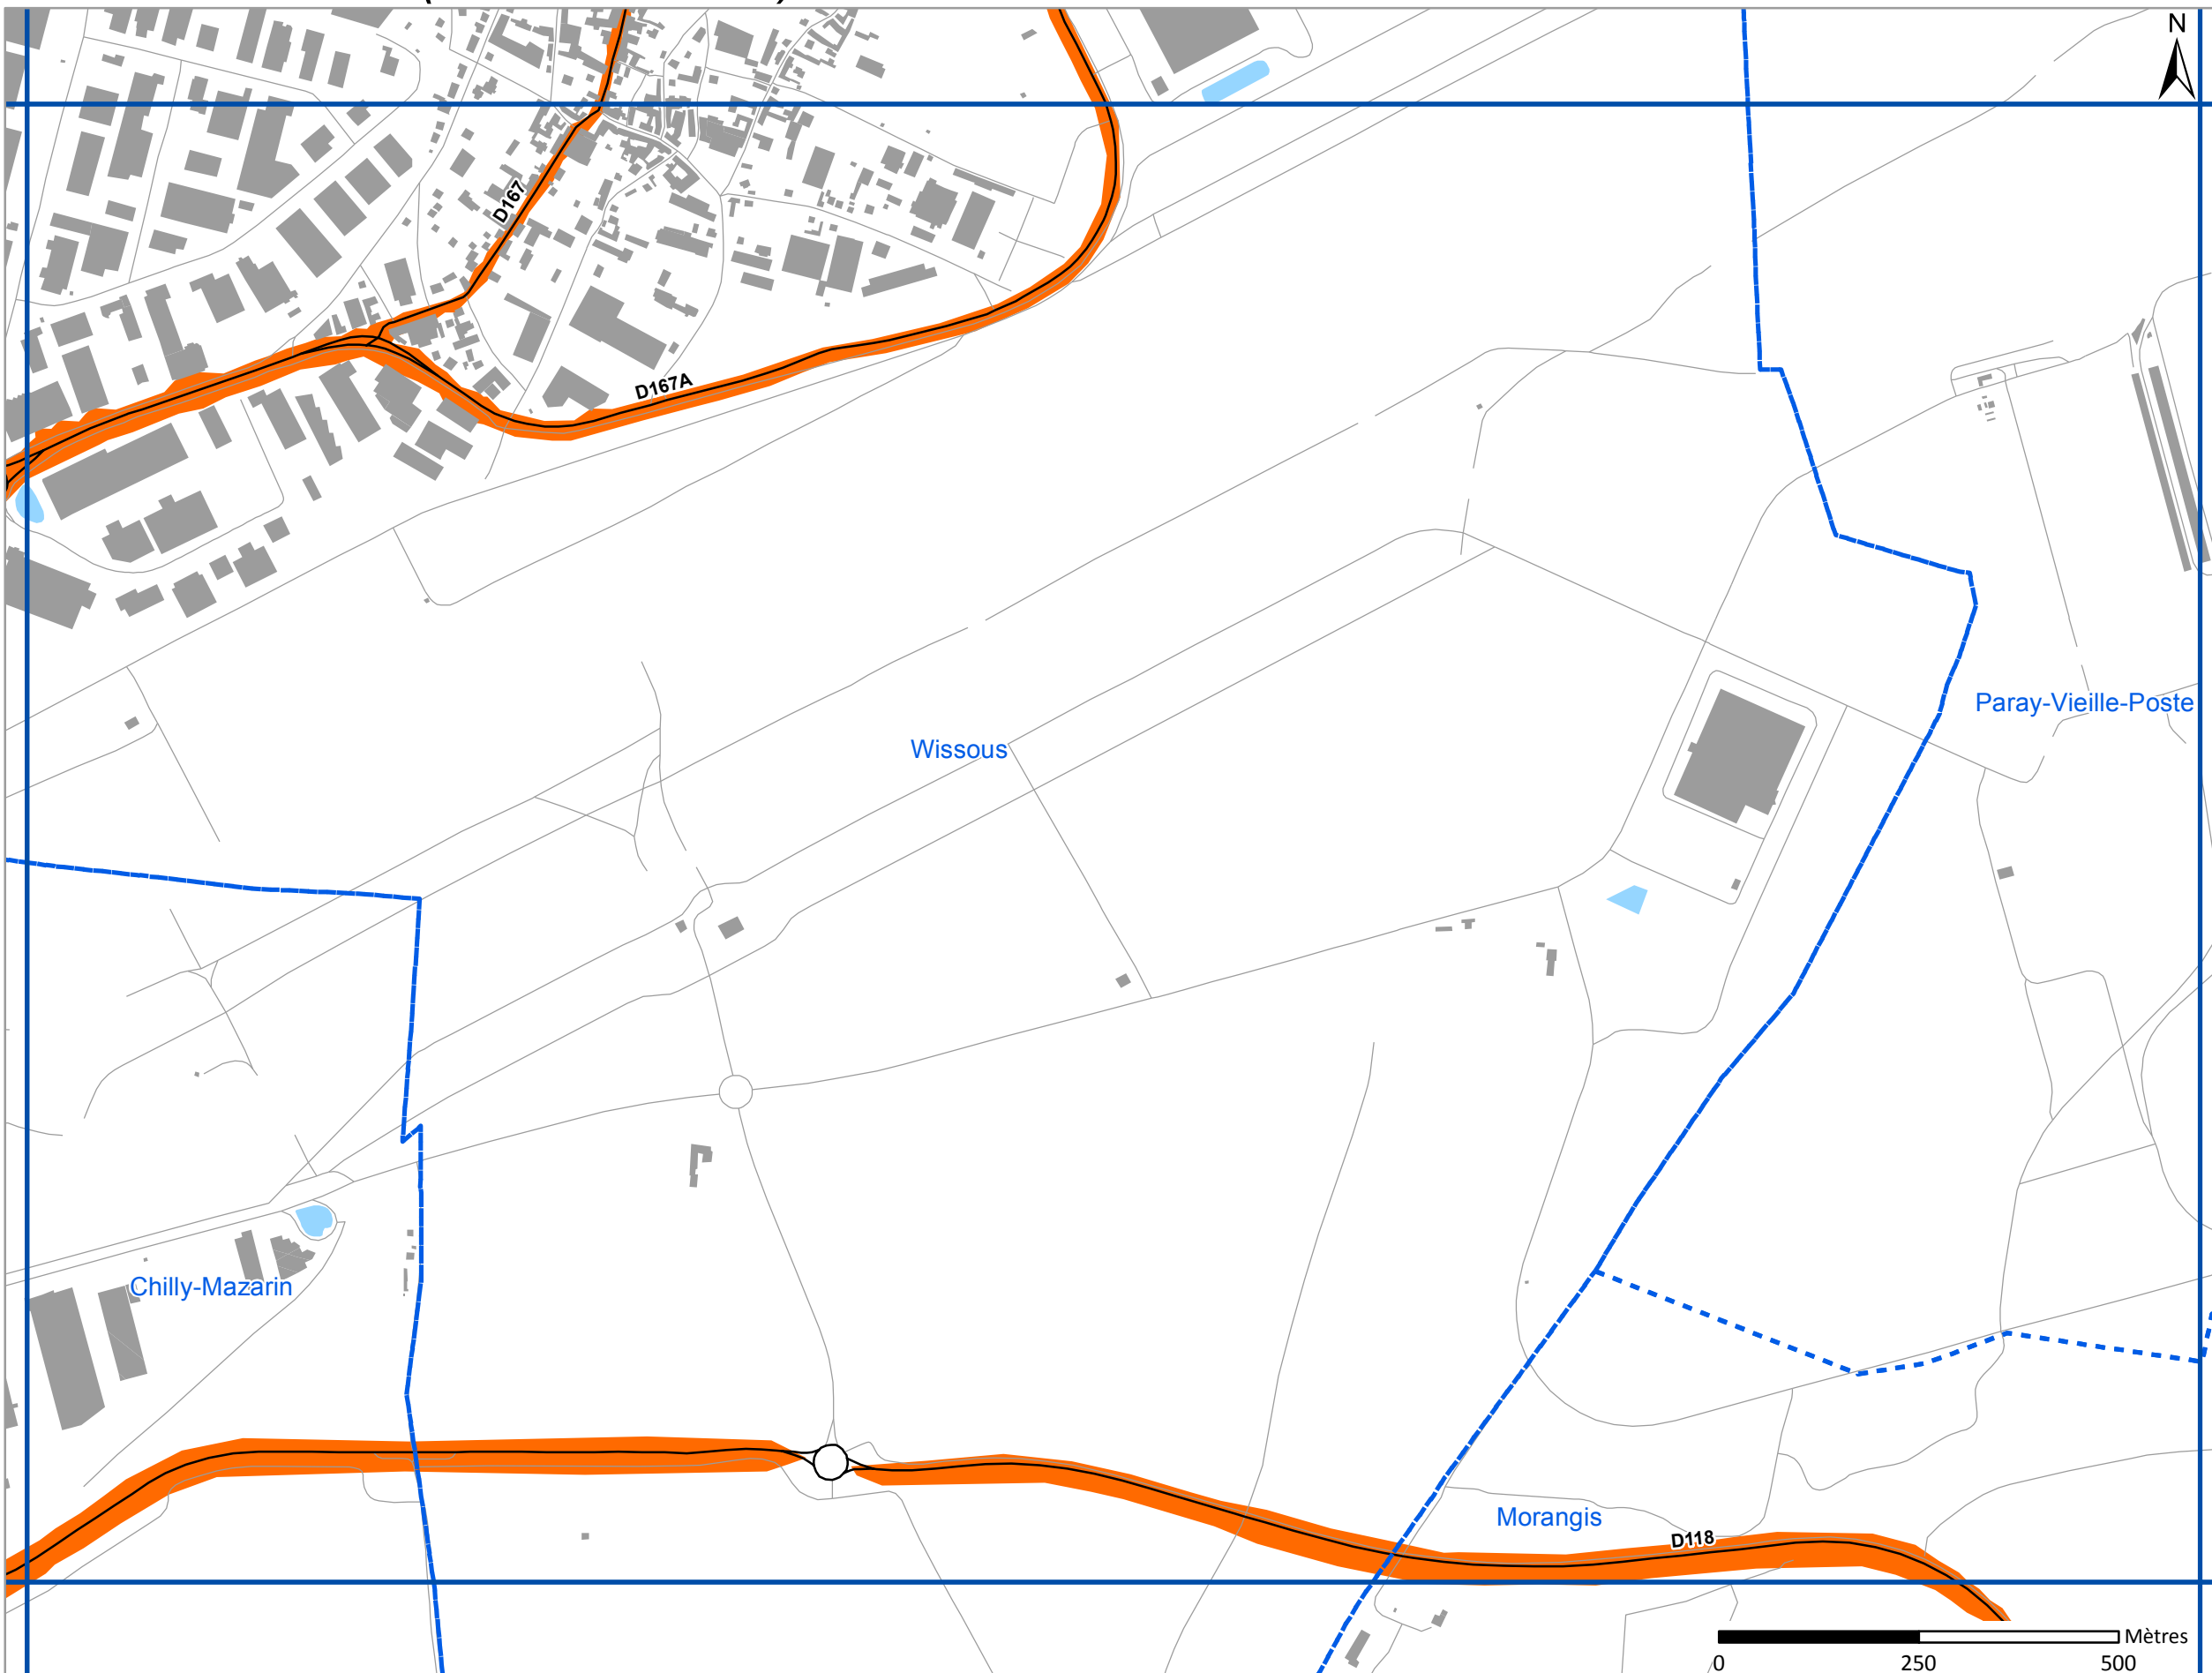 N
D167
D167A
Paray-Vieille-Poste
Wissous
Chilly-Mazarin
Morangis
D118
Mètres
0 250 500